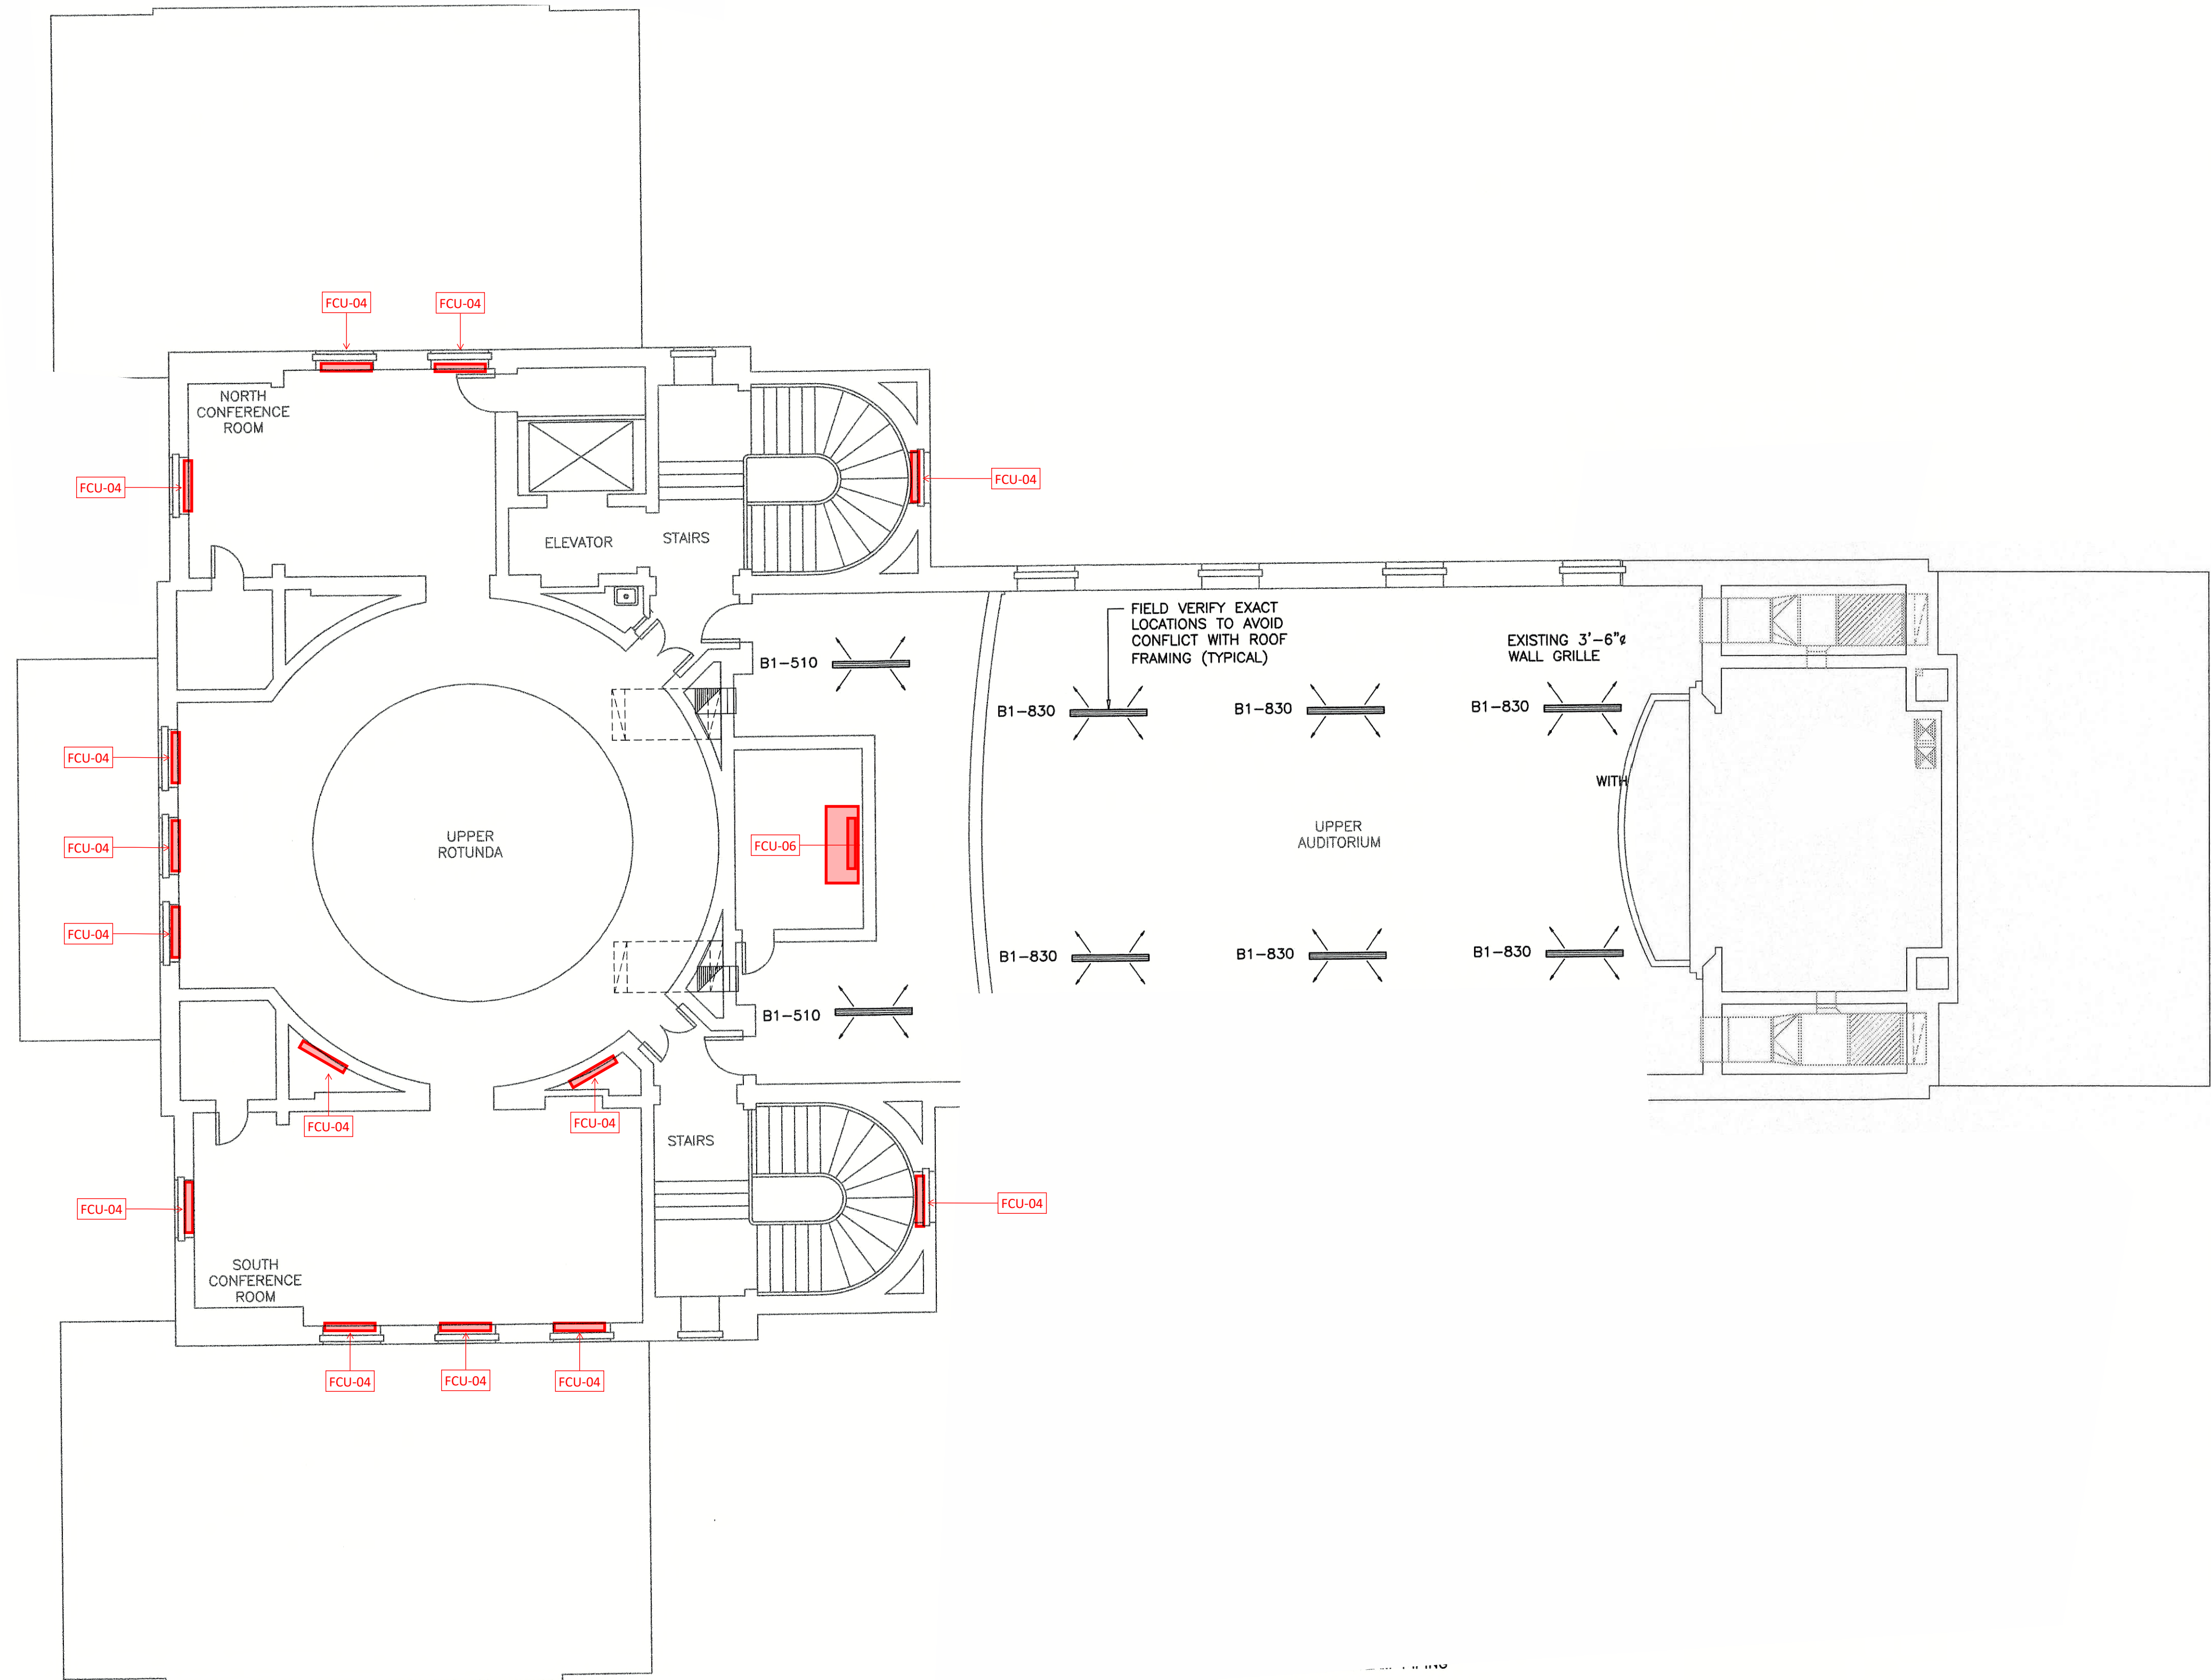 FCU-04
FCU-04
NORTH
CONFERENCE
ROOM
FCU-04
FCU-04
ELEVATOR
STAIRS
FIELD VERIFY EXACT
LOCATIONS TO AVOID
CONFLICT WITH ROOF
FRAMING (TYPICAL)
EXISTING 3'-6"¢
WALL GRILLE
B1-510
B1-830
B1-830
B1-830
FCU-04
WITH
UPPER
ROTUNDA
FCU-06
UPPER
AUDITORIUM
FCU-04
FCU-04
B1-830
B1-830
B1-830
B1-510
FCU-04
FCU-04
STAIRS
FCU-04
FCU-04
SOUTH
CONFERENCE
ROOM
FCU-04
FCU-04
FCU-04